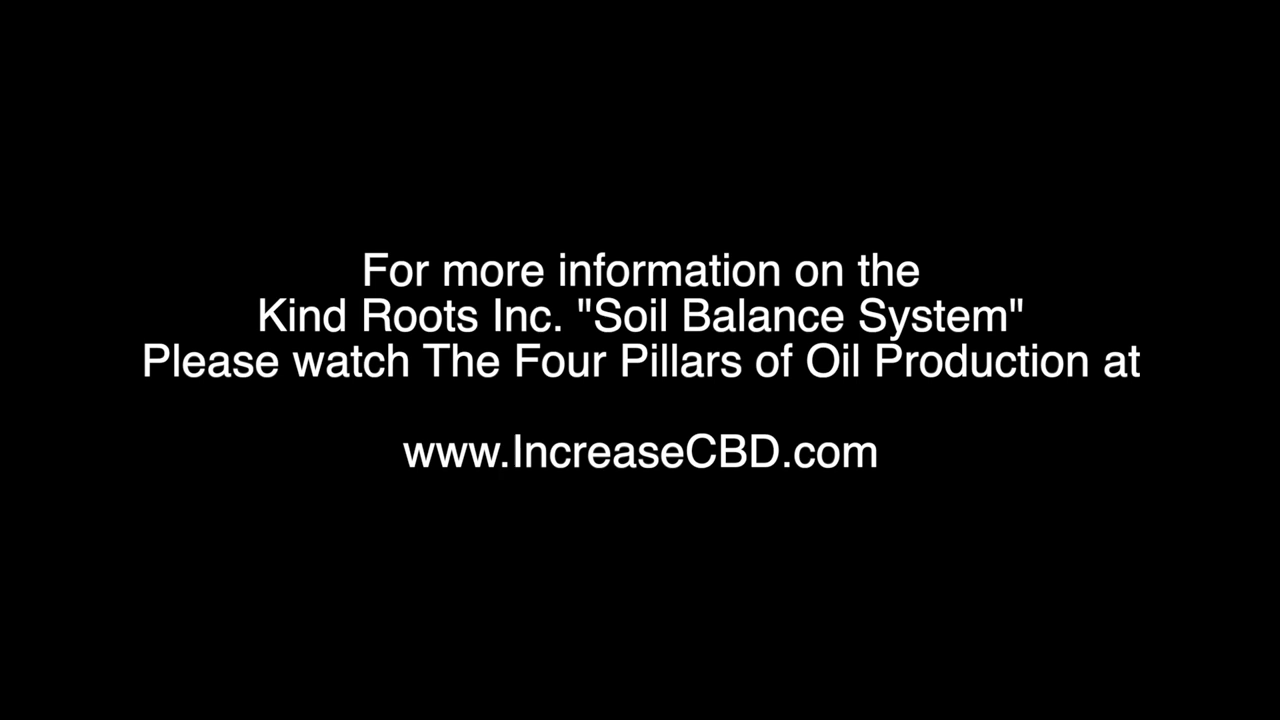 For more information on the
Kind Roots Inc. "Soil Balance System"
Please watch The Four Pillars of Oil Production at
www.IncreaseCBD.com